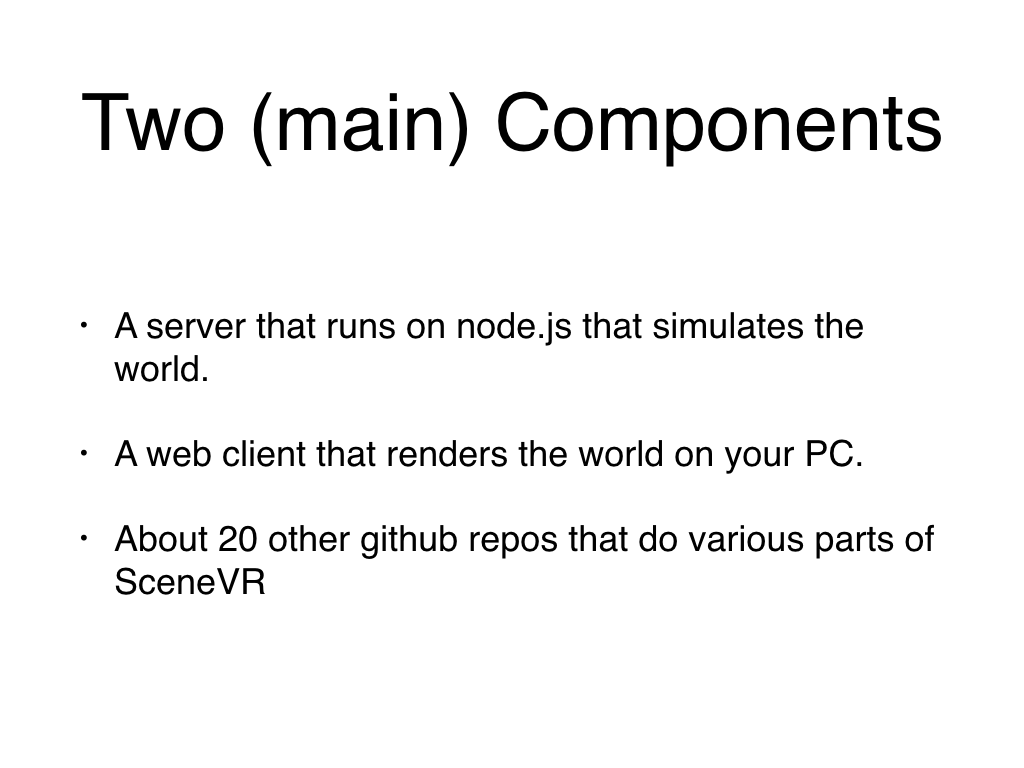 Two (main) Components
• A server that runs on node.js that simulates the
world.
• A web client that renders the world on your PC.
• About 20 other github repos that do various parts of
SceneVR